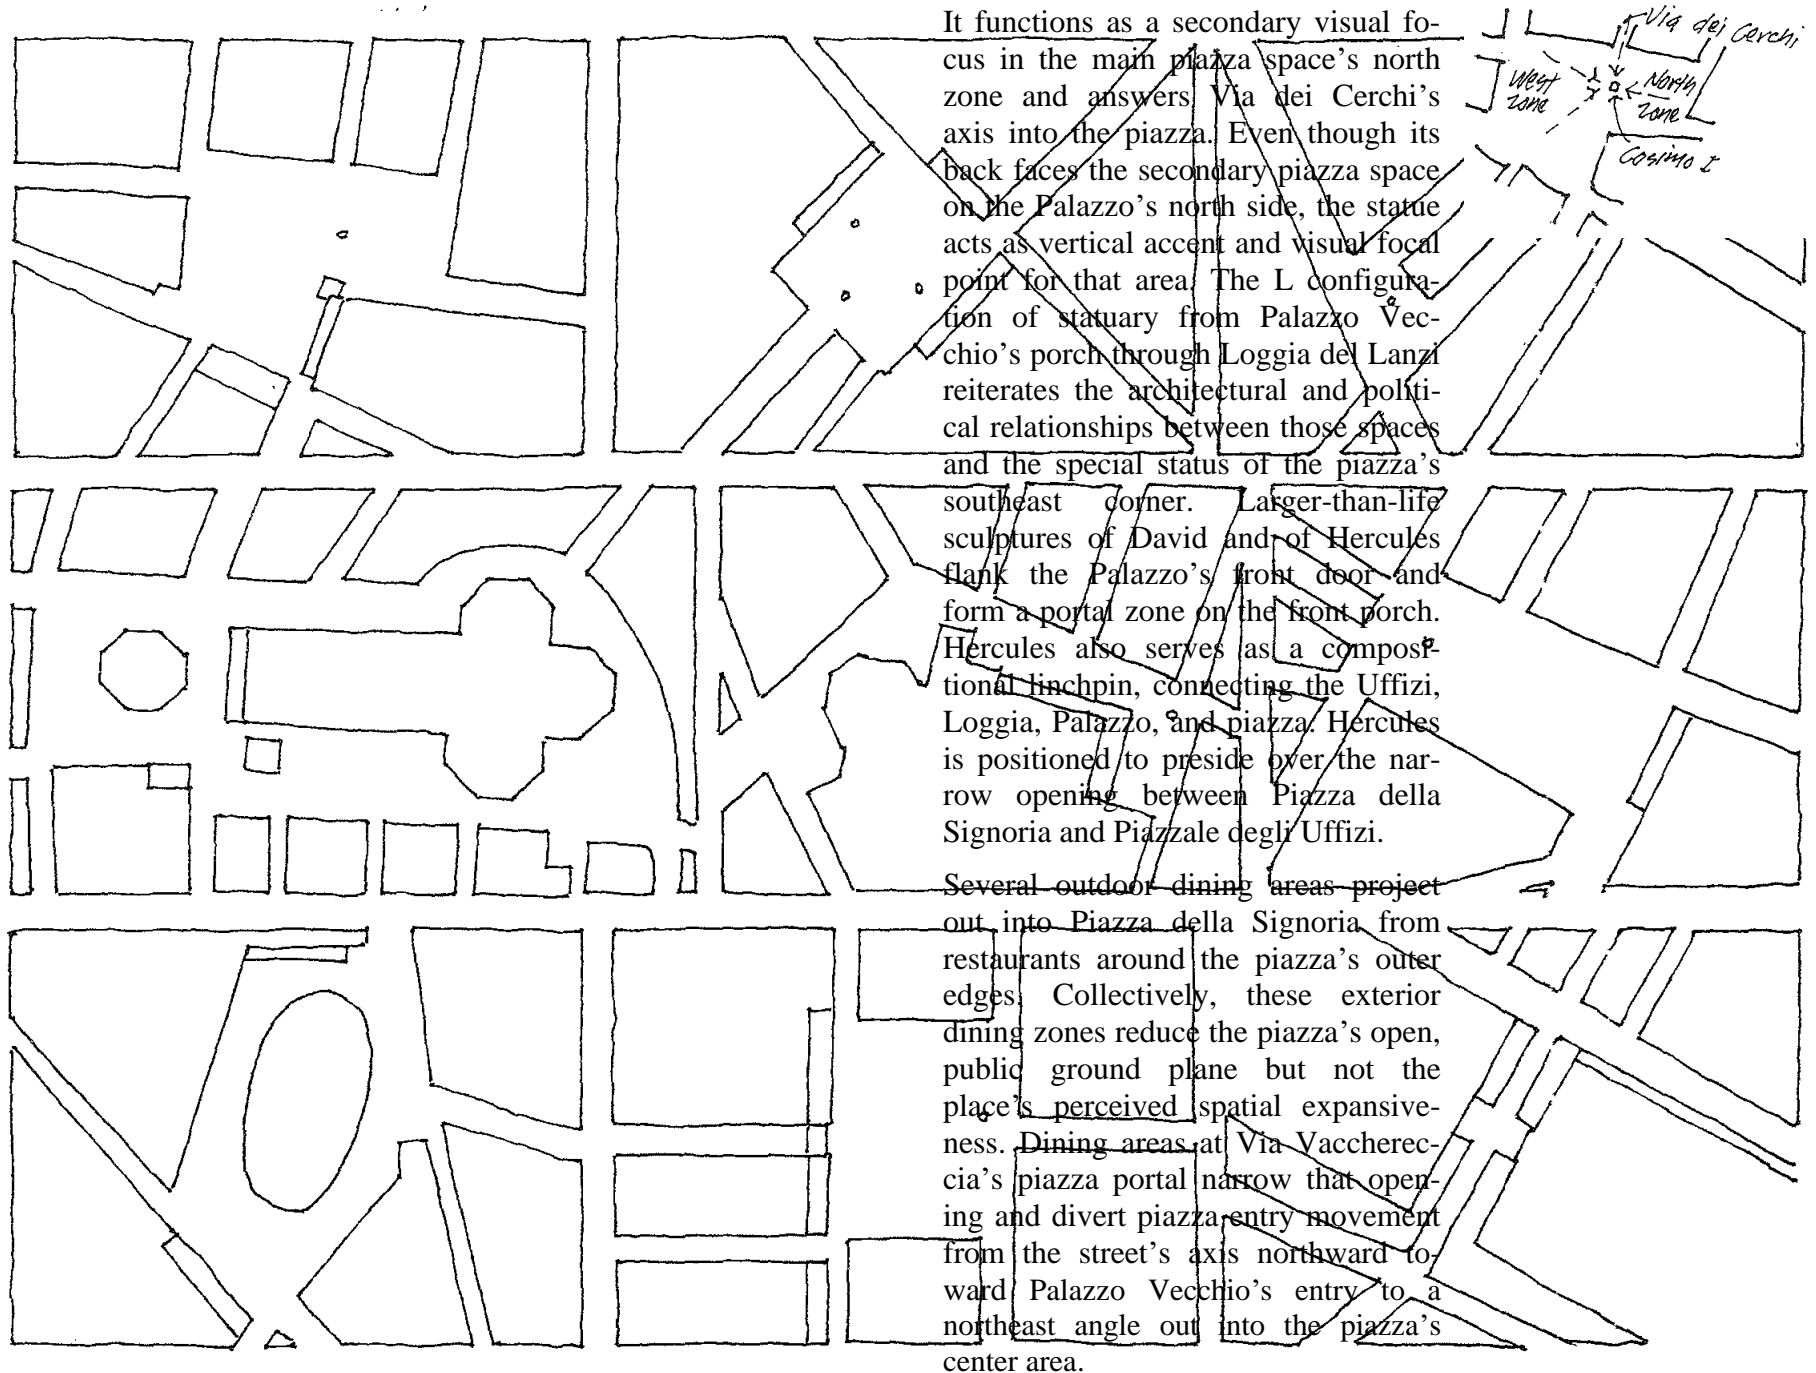 It functions as a secondary visual fo-
cus in the main piazza space’s north
zone and answers Via dei Cerchi’s
axis into the piazza. Even though its
back faces the secondary piazza space
on the Palazzo’s north side, the statue
acts as vertical accent and visual focal
point for that area. The L configura-
tion of statuary from Palazzo Vec-
chio’s porch through Loggia del Lanzi
reiterates the architectural and politi-
cal relationships between those spaces
and the special status of the piazza’s
southeast corner. Larger-than-life
sculptures of David and of Hercules
flank the Palazzo’s front door and
form a portal zone on the front porch.
Hercules also serves as a composi-
tional linchpin, connecting the Uffizi,
Loggia, Palazzo, and piazza. Hercules
is positioned to preside over the nar-
row opening between Piazza della
Signoria and Piazzale degli Uffizi.
Several outdoor dining areas project
out into Piazza della Signoria from
restaurants around the piazza’s outer
edges. Collectively, these exterior
dining zones reduce the piazza’s open,
public ground plane but not the
place’s perceived spatial expansive-
ness. Dining areas at Via Vaccherec-
cia’s piazza portal narrow that open-
ing and divert piazza entry movement
from the street’s axis northward to-
ward Palazzo Vecchio’s entry to a
northeast angle out into the piazza’s
center area.
Via dei Cerchi
West
zone
North
zone
Cosimo I